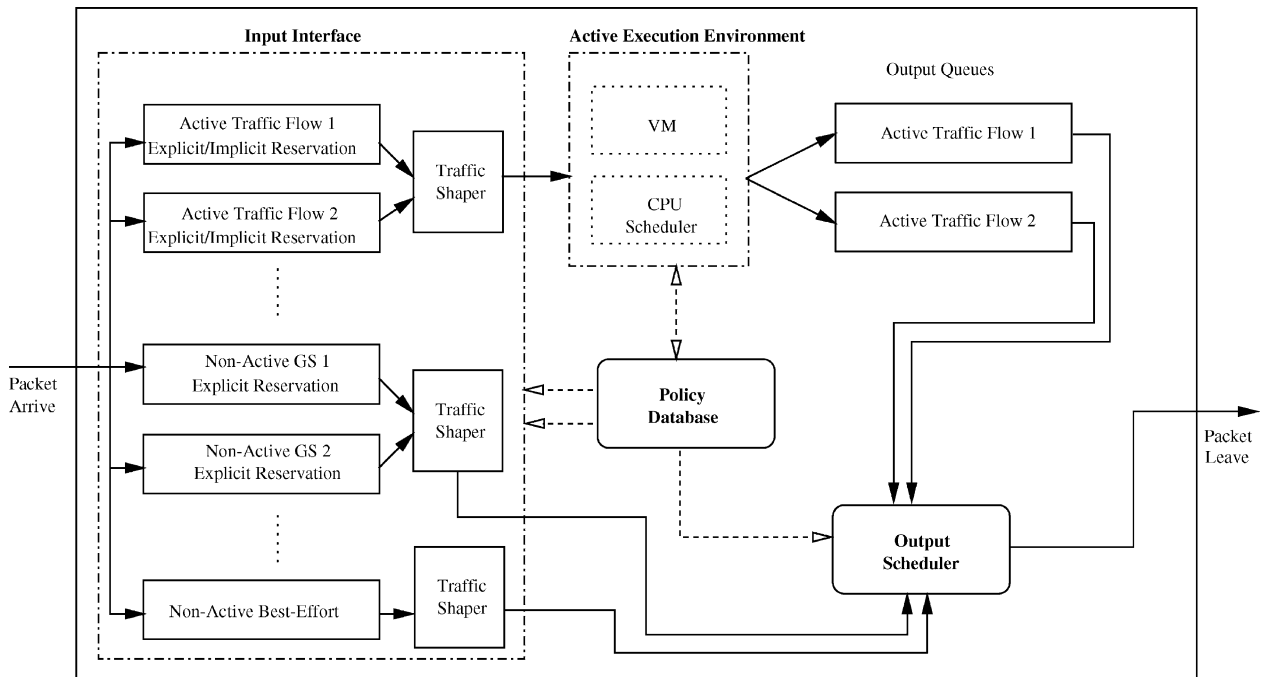 Input Interface
Active Execution Environment
Output Queues
Active Traffic Flow 1
Explicit/Implicit Reservation
Active Traffic Flow 2
Explicit/Implicit Reservation
Traffic
Shaper
VM
CPU
Scheduler
Active Traffic Flow 1
Active Traffic Flow 2
Packet
Arrive
Non-Active GS 1
Explicit Reservation
Non-Active GS 2
Explicit Reservation
Traffic
Shaper
Policy
Database
Packet
Leave
Non-Active Best-Effort
Traffic
Shaper
Output
Scheduler